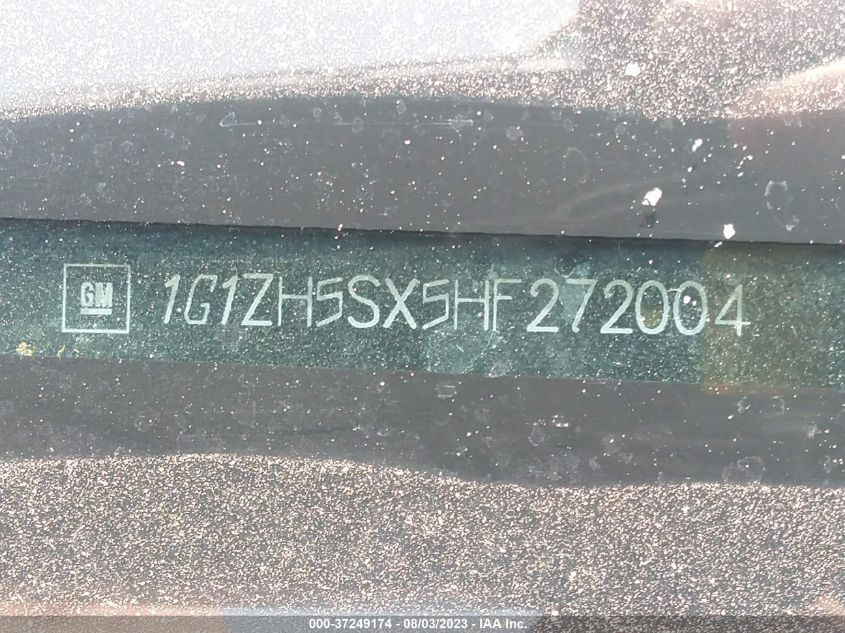 GM 1G1ZH5SX5HF272004
000-37249174 - 08/03/2023 - IAA Inc.